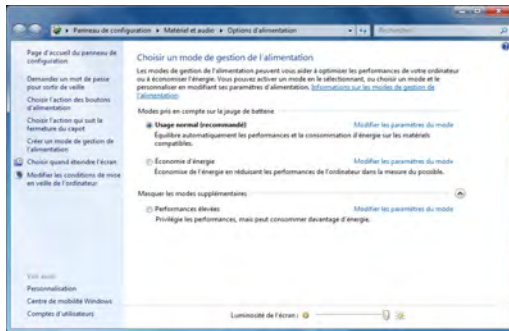 Panneau de configuration ▸ Matériel et audio ▸ Options d'alimentation
Rechercher
Page d'accueil du panneau de
configuration
Demander un mot de passe
pour sortir de veille
Choisir l'action des boutons
d'alimentation
Choisir l'action qui suit la
fermeture du capot
Créer un mode de gestion de
l'alimentation
Choisir quand éteindre l'écran
Modifier les conditions de mise
en veille de l'ordinateur
Voir aussi
Personnalisation
Centre de mobilité Windows
Comptes d'utilisateurs
Choisir un mode de gestion de l'alimentation
Les modes de gestion de l'alimentation peuvent vous aider à optimiser les performances de votre ordinateur
ou à économiser l'énergie. Vous pouvez activer un mode en le sélectionnant, ou choisir un mode et le
personnaliser en modifiant ses paramètres d'alimentation. Informations sur les modes de gestion de
l'alimentation
Modes pris en compte sur la jauge de batterie
Usage normal (recommandé) Modifier les paramètres du mode
Équilibre automatiquement les performances et la consommation d'énergie sur les matériels
compatibles.
Économie d'énergie Modifier les paramètres du mode
Économise de l'énergie en réduisant les performances de l'ordinateur dans la mesure du possible.
Masquer les modes supplémentaires
Performances élevées Modifier les paramètres du mode
Privilégie les performances, mais peut consommer davantage d'énergie.
Luminosité de l'écran :